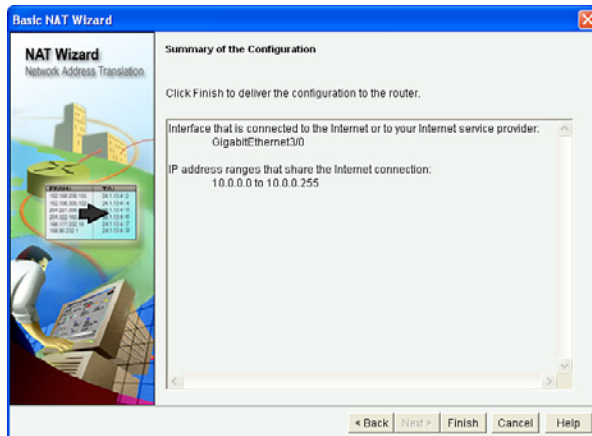 Basic NAT Wizard
NAT Wizard
Network Address Translation
Summary of the Configuration
Click Finish to deliver the configuration to the router.
Interface that is connected to the Internet or to your Internet service provider:
GigabitEthernet3/0
IP address ranges that share the Internet connection:
10.0.0.0 to 10.0.0.255
< Back
Next >
Finish
Cancel
Help